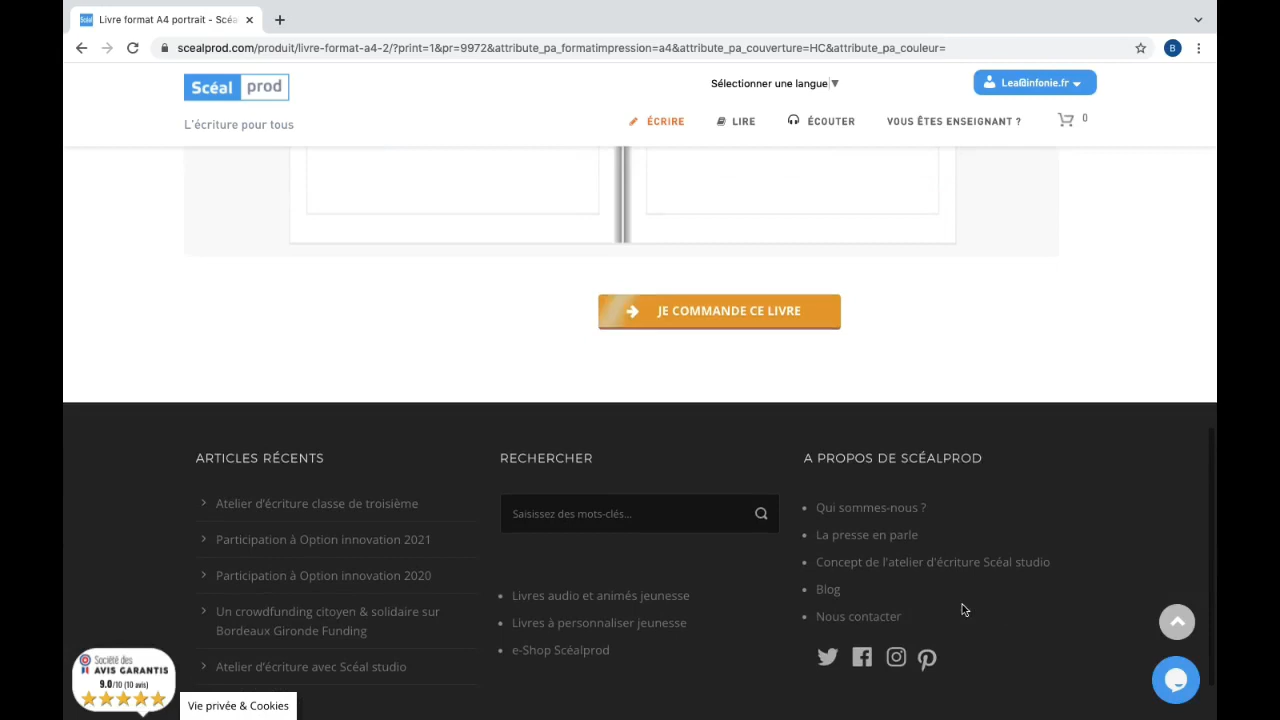 Livre format A4 portrait - Scéa
scealprod.com/produit/livre-format-a4-2/?print=1&pr=9972&attribute_pa_formatimpression=a4&attribute_pa_couverture=HC&attribute_pa_couleur=
B
Scéal prod
L'écriture pour tous
Sélectionner une langue
Lea@infonie.fr
ÉCRIRE
LIRE
ÉCOUTER
VOUS ÊTES ENSEIGNANT ?
0
JE COMMANDE CE LIVRE
ARTICLES RÉCENTS
Atelier d'écriture classe de troisième
Participation à Option innovation 2021
Participation à Option innovation 2020
Un crowdfunding citoyen & solidaire sur
Bordeaux Gironde Funding
Atelier d'écriture avec Scéal studio
RECHERCHER
Saisissez des mots-clés...
Livres audio et animés jeunesse
Livres à personnaliser jeunesse
e-Shop Scéalprod
A PROPOS DE SCÉALPROD
Qui sommes-nous ?
La presse en parle
Concept de l'atelier d'écriture Scéal studio
Blog
Nous contacter
Société des
AVIS GARANTIS
9.0/10 (10 avis)
Vie privée & Cookies